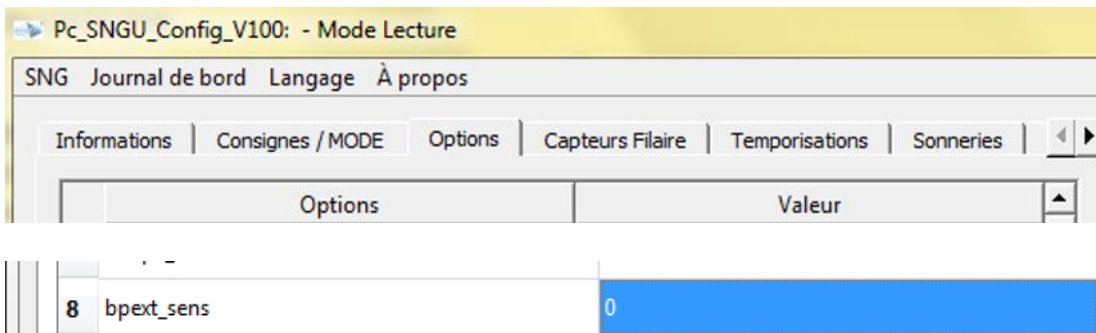 Pc_SNGU_Config_V100: - Mode Lecture
SNG Journal de bord Langage À propos
Informations Consignes / MODE Options Capteurs Filaire Temporisations Sonneries
Options Valeur
8 bpext_sens 0